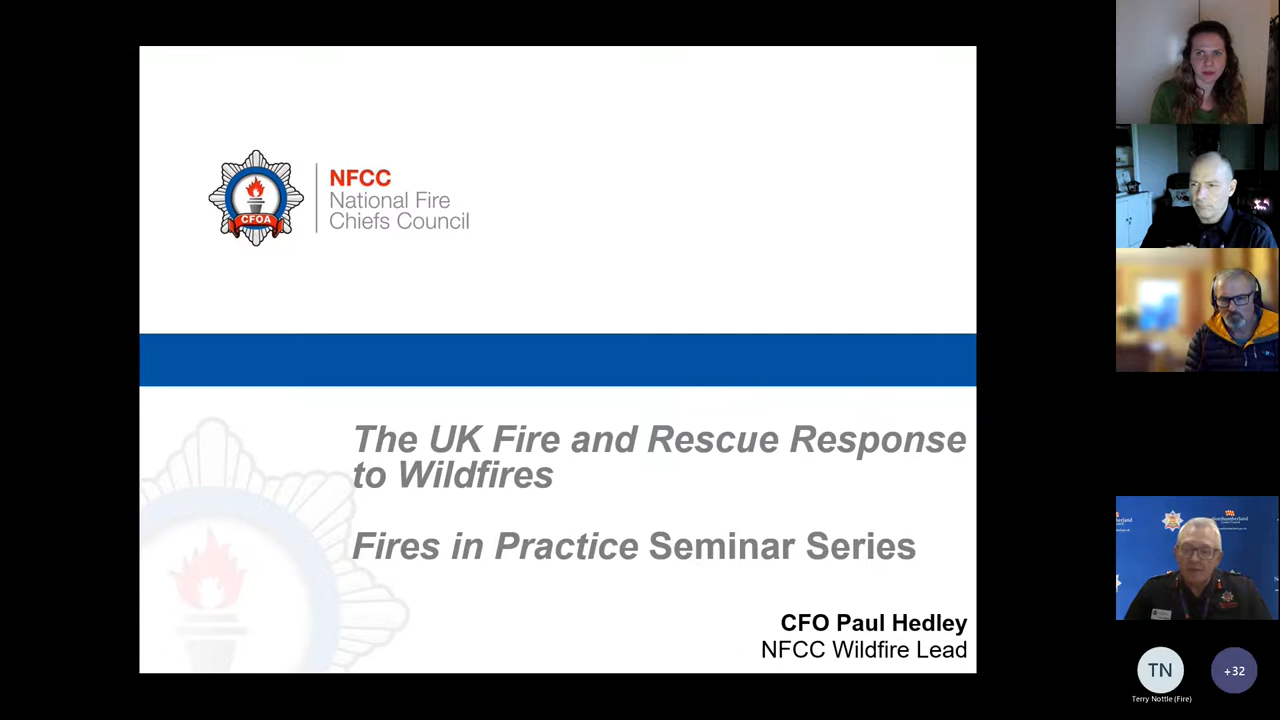 NFCC
National Fire
Chiefs Council
CFOA
The UK Fire and Rescue Response
to Wildfires
Fires in Practice Seminar Series
CFO Paul Hedley
NFCC Wildfire Lead
Northumberland
TN
+32
Terry Nottle (Fire)